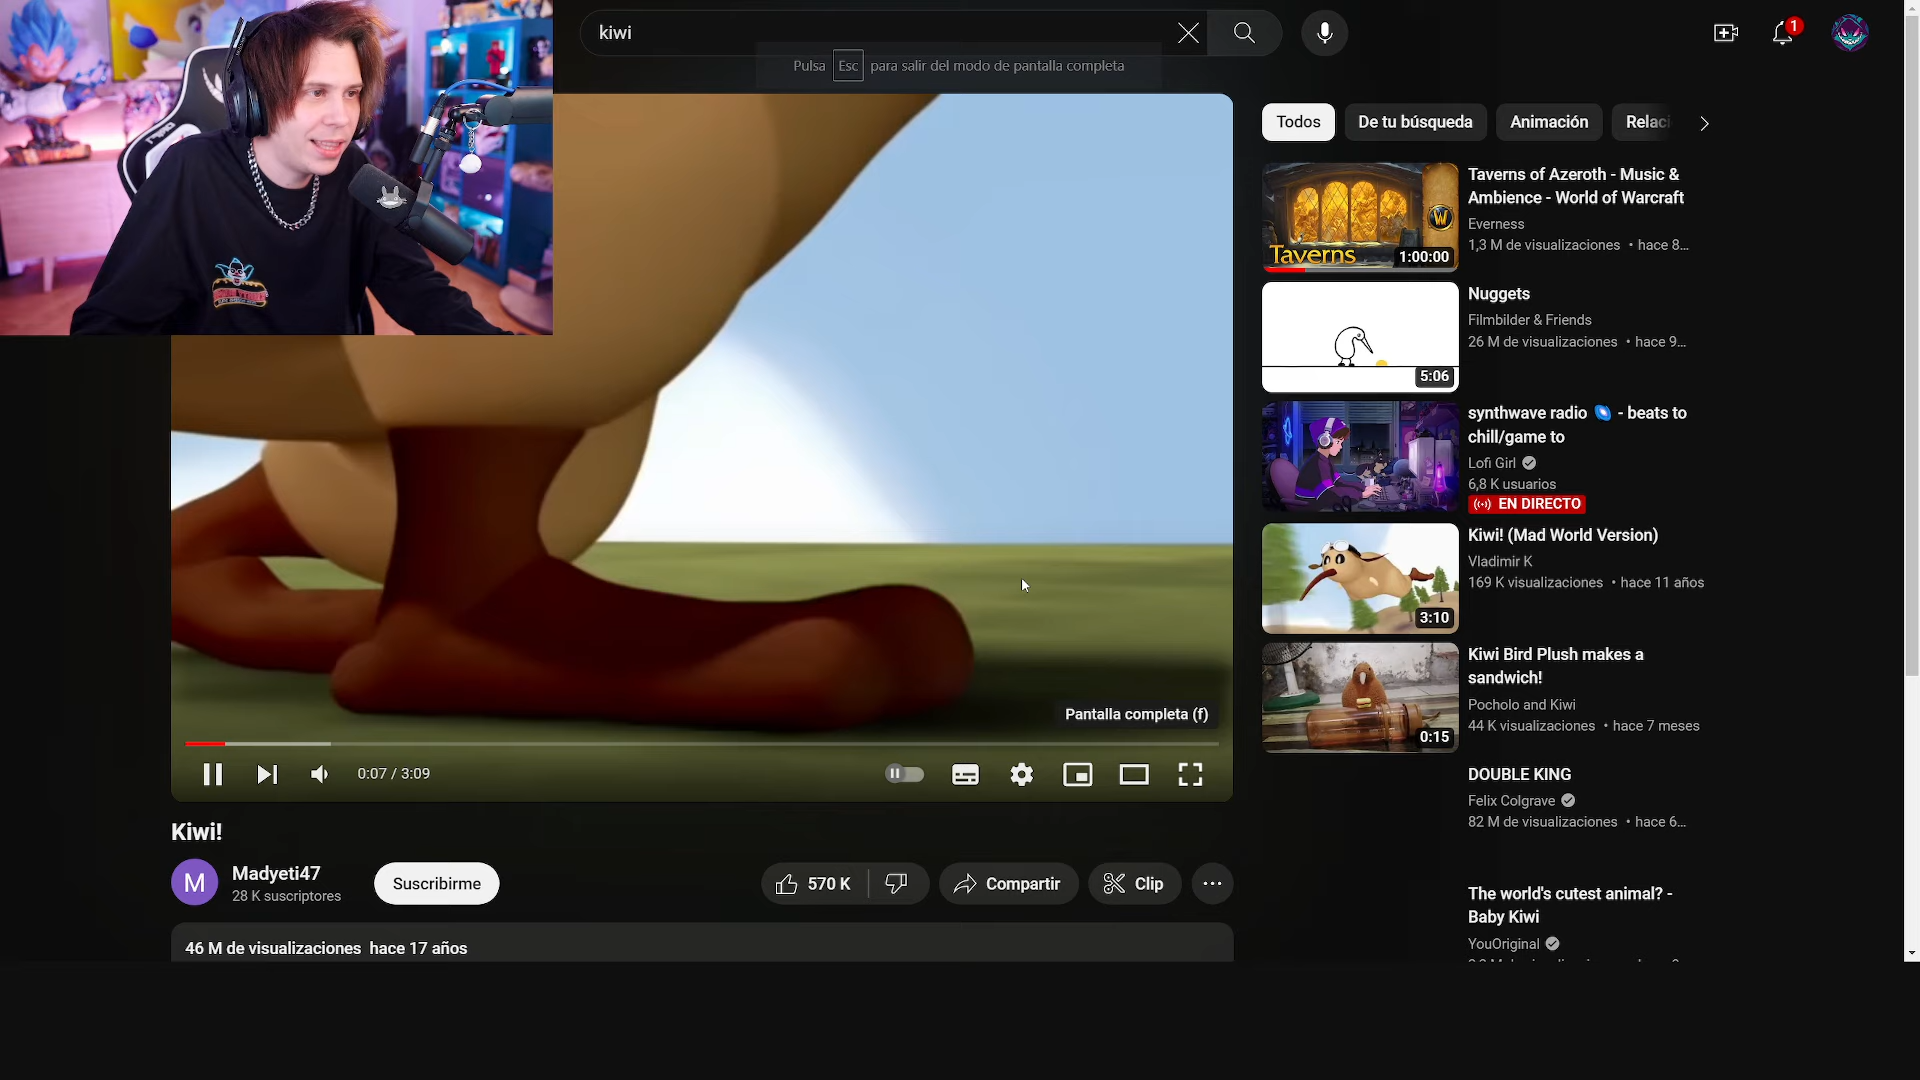 kiwi
Pulsa Esc para salir del modo de pantalla completa
1
Todos
De tu búsqueda
Animación
Relaci
Taverns
1:00:00
Taverns of Azeroth - Music &
Ambience - World of Warcraft
Everness
1,3 M de visualizaciones • hace 8...
5:06
Nuggets
Filmbilder & Friends
26 M de visualizaciones • hace 9...
synthwave radio 🌌 - beats to
chill/game to
Lofi Girl
6,8 K usuarios
EN DIRECTO
3:10
Kiwi! (Mad World Version)
Vladimir K
169 K visualizaciones • hace 11 años
0:15
Kiwi Bird Plush makes a
sandwich!
Pocholo and Kiwi
44 K visualizaciones • hace 7 meses
DOUBLE KING
Felix Colgrave
82 M de visualizaciones • hace 6...
The world's cutest animal? -
Baby Kiwi
YouOriginal
Pantalla completa (f)
0:07 / 3:09
Kiwi!
M
Madyeti47
28 K suscriptores
Suscribirme
570 K
Compartir
Clip
46 M de visualizaciones hace 17 años